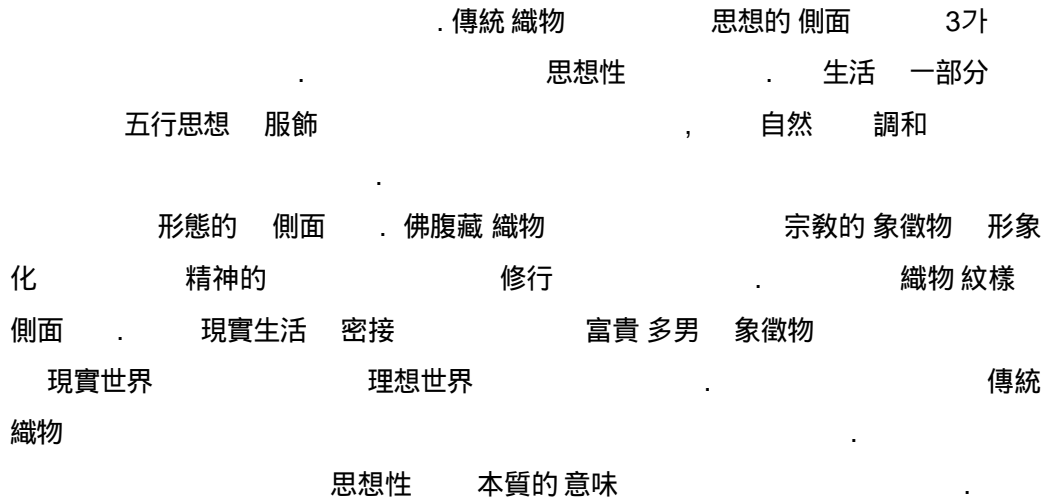 . 傳統 織物 思想的 側面 3가
. 思想性 . 生活 一部分
五行思想 服飾 , 自然 調和
.
形態的 側面 . 佛腹藏 織物 宗敎的 象徵物 形象
化 精神的 修行 . 織物 紋樣
側面 . 現實生活 密接 富貴 多男 象徵物
現實世界 理想世界 . 傳統
織物 .
思想性 本質的 意味 .